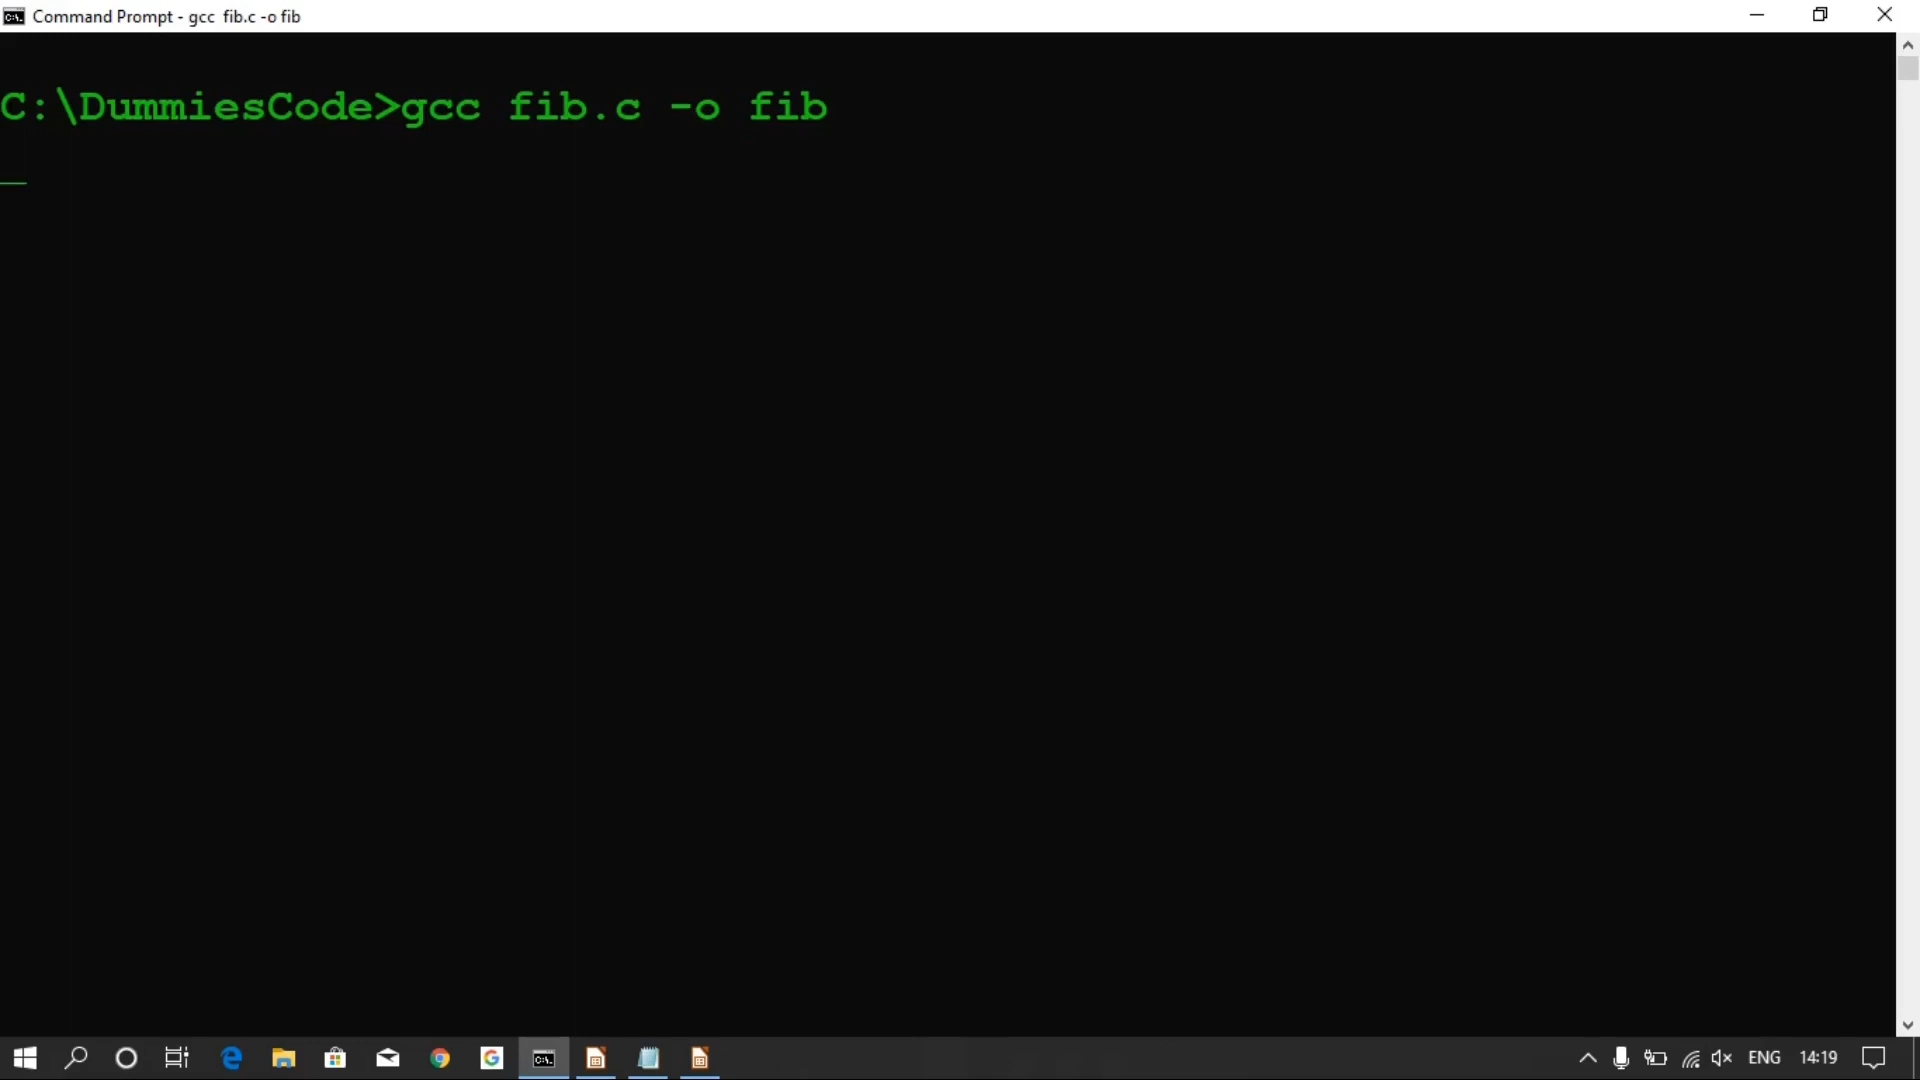 Command Prompt - gcc  fib.c -o fib
C:\DummiesCode>gcc fib.c -o fib
ENG 14:19